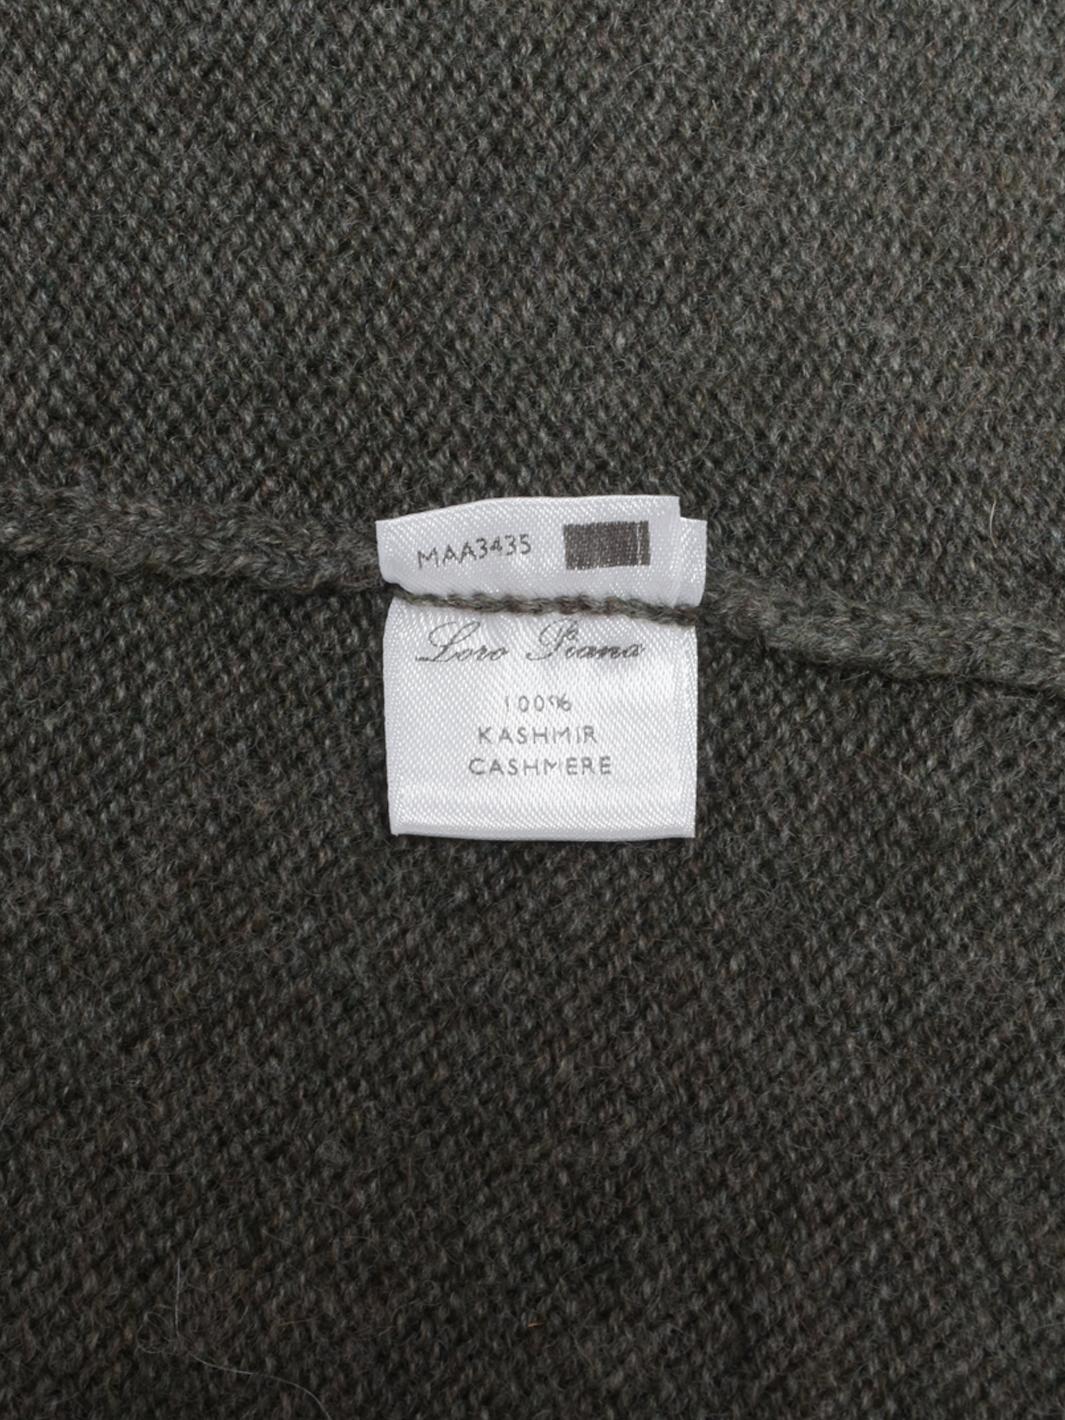 MAA3435
Loro Piana
100%
KASHMIR
CASHMERE